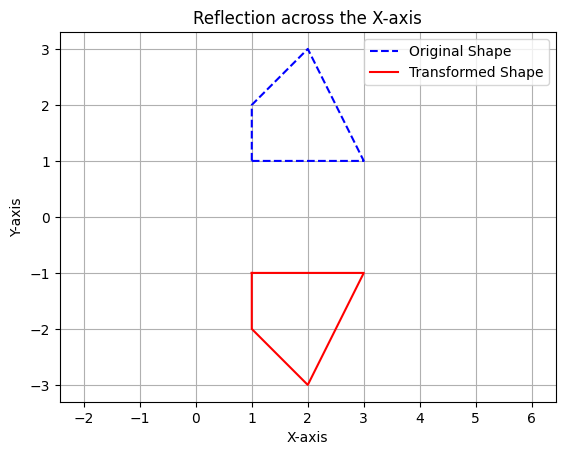 Reflection across the X-axis
Original Shape
Transformed Shape
3
2
1
0
−1
−2
−3
Y-axis
−2 −1 0 1 2 3 4 5 6
X-axis